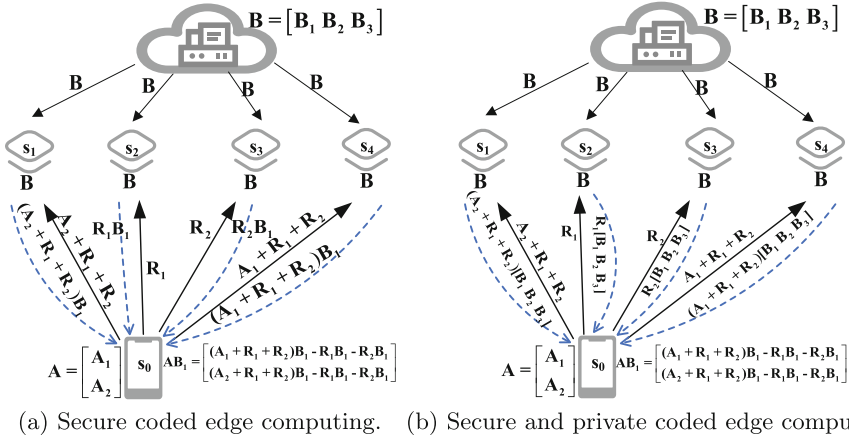 B = [B₁ B₂ B₃]
B
B
B
B
s₁
s₂
s₃
s₄
B
B
B
B
(A₂ + R₁ + R₂)B₁
A₂ + R₁ + R₂
R₁B₁
R₁
R₂
R₂B₁
A₁ + R₁ + R₂
(A₁ + R₁ + R₂)B₁
A = [A₁
A₂]
s₀
AB₁ = [(A₁ + R₁ + R₂)B₁ - R₁B₁ - R₂B₁
(A₂ + R₁ + R₂)B₁ - R₁B₁ - R₂B₁]
(a) Secure coded edge computing.
B = [B₁ B₂ B₃]
B
B
B
B
s₁
s₂
s₃
s₄
B
B
B
B
(A₂ + R₁ + R₂)[B₁ B₂ B₃]
A₂ + R₁ + R₂
R₁
R₁[B₁ B₂ B₃]
R₂
R₂[B₁ B₂ B₃]
A₁ + R₁ + R₂
(A₁ + R₁ + R₂)[B₁ B₂ B₃]
A = [A₁
A₂]
s₀
AB₁ = [(A₁ + R₁ + R₂)B₁ - R₁B₁ - R₂B₁
(A₂ + R₁ + R₂)B₁ - R₁B₁ - R₂B₁]
(b) Secure and private coded edge compu